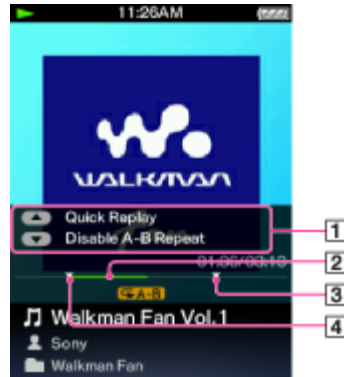 11:26AM
WALKMAN
Quick Replay
Disable A-B Repeat
1
2
3
A-B
4
Walkman Fan Vol.1
Sony
Walkman Fan